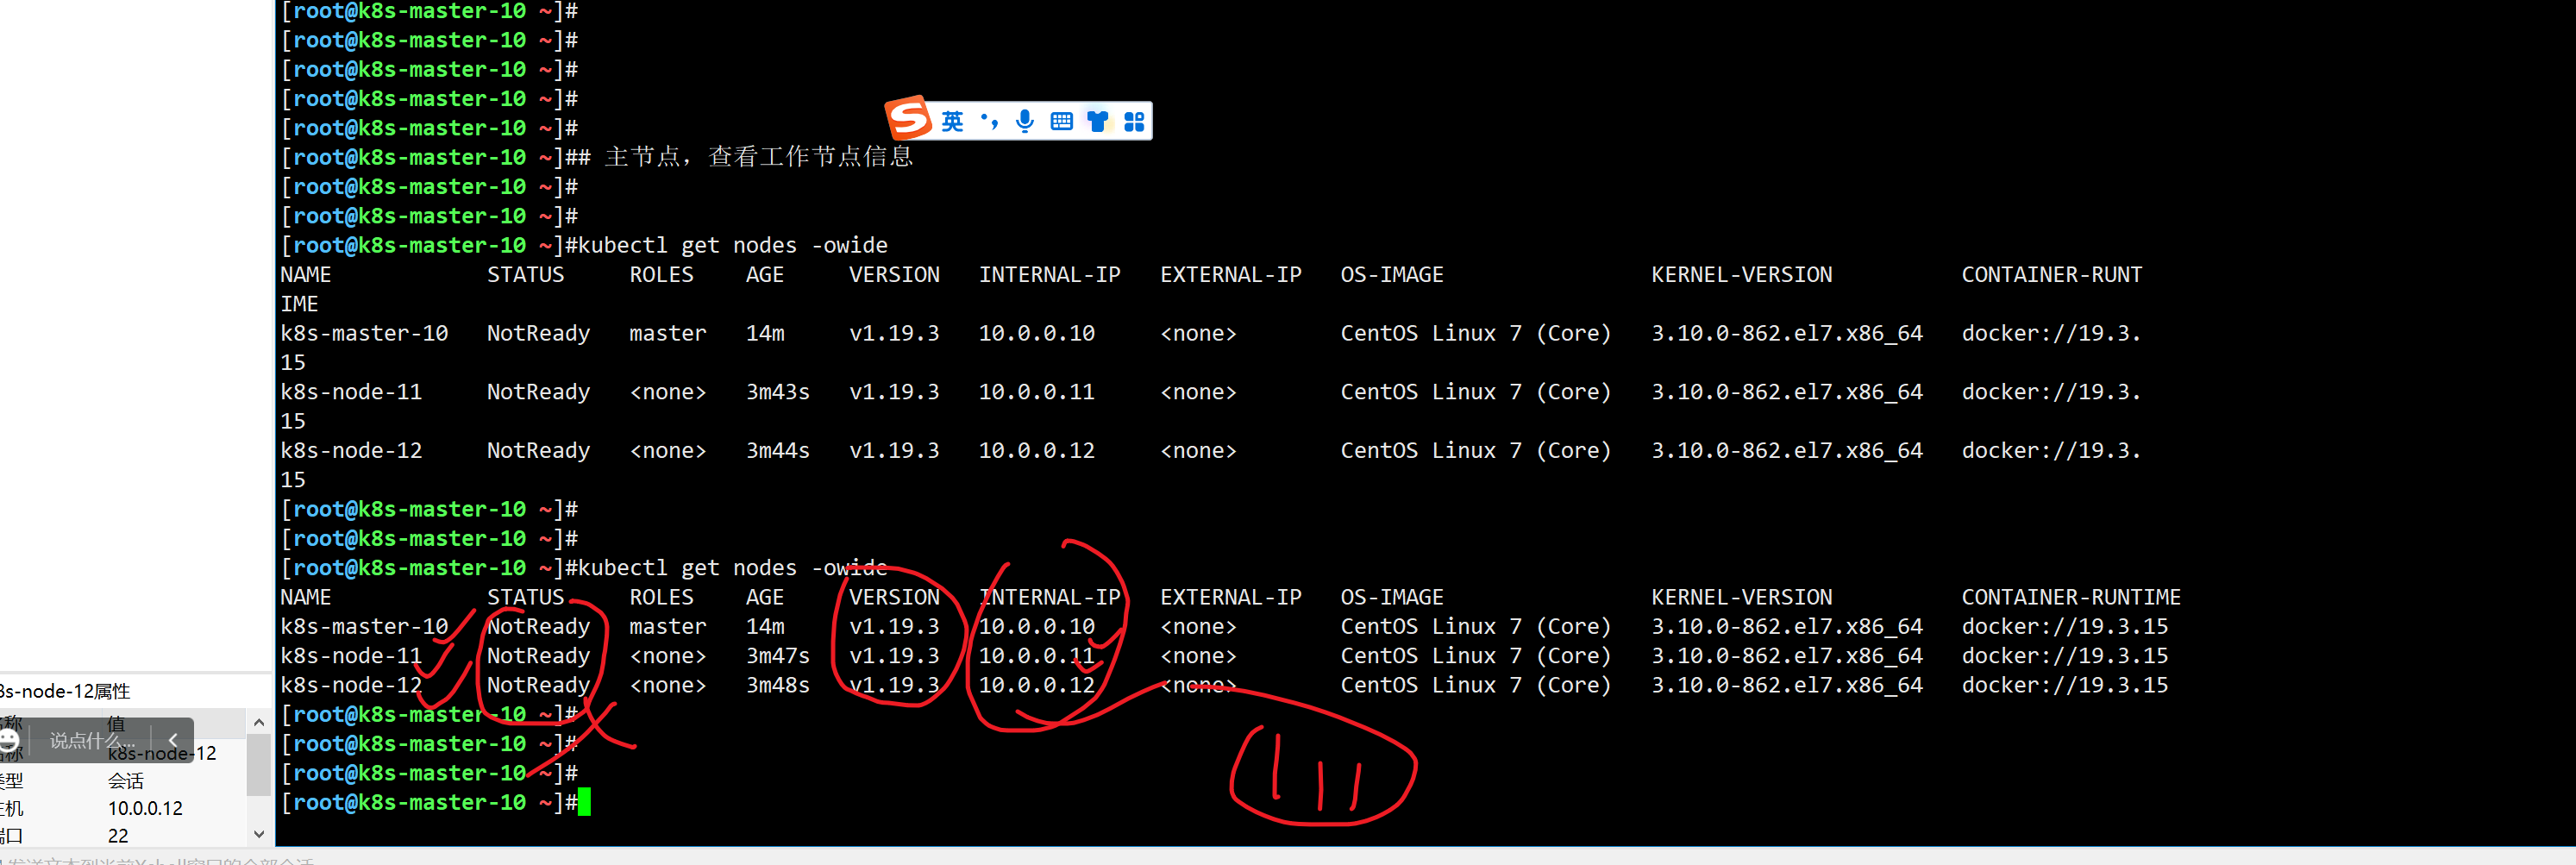 [root@k8s-master-10 ~]#
[root@k8s-master-10 ~]#
[root@k8s-master-10 ~]#
[root@k8s-master-10 ~]#
[root@k8s-master-10 ~]#
英
[root@k8s-master-10 ~]## 主节点，查看工作节点信息
[root@k8s-master-10 ~]#
[root@k8s-master-10 ~]#
[root@k8s-master-10 ~]#kubectl get nodes -owide
NAME STATUS ROLES AGE VERSION INTERNAL-IP EXTERNAL-IP OS-IMAGE KERNEL-VERSION CONTAINER-RUNT
IME
k8s-master-10 NotReady master 14m v1.19.3 10.0.0.10 <none> CentOS Linux 7 (Core) 3.10.0-862.el7.x86_64 docker://19.3.
15
k8s-node-11 NotReady <none> 3m43s v1.19.3 10.0.0.11 <none> CentOS Linux 7 (Core) 3.10.0-862.el7.x86_64 docker://19.3.
15
k8s-node-12 NotReady <none> 3m44s v1.19.3 10.0.0.12 <none> CentOS Linux 7 (Core) 3.10.0-862.el7.x86_64 docker://19.3.
15
[root@k8s-master-10 ~]#
[root@k8s-master-10 ~]#
[root@k8s-master-10 ~]#kubectl get nodes -owide
NAME STATUS ROLES AGE VERSION INTERNAL-IP EXTERNAL-IP OS-IMAGE KERNEL-VERSION CONTAINER-RUNTIME
k8s-master-10 NotReady master 14m v1.19.3 10.0.0.10 <none> CentOS Linux 7 (Core) 3.10.0-862.el7.x86_64 docker://19.3.15
k8s-node-11 NotReady <none> 3m47s v1.19.3 10.0.0.11 <none> CentOS Linux 7 (Core) 3.10.0-862.el7.x86_64 docker://19.3.15
k8s-node-12 NotReady <none> 3m48s v1.19.3 10.0.0.12 <none> CentOS Linux 7 (Core) 3.10.0-862.el7.x86_64 docker://19.3.15
[root@k8s-master-10 ~]#
[root@k8s-master-10 ~]#
[root@k8s-master-10 ~]#
[root@k8s-master-10 ~]#
8s-node-12属性
名称 值
说点什么...
名称 k8s-node-12
类型 会话
主机 10.0.0.12
端口 22